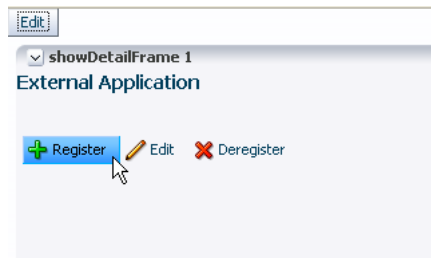 Edit
showDetailFrame 1
External Application
Register Edit Deregister